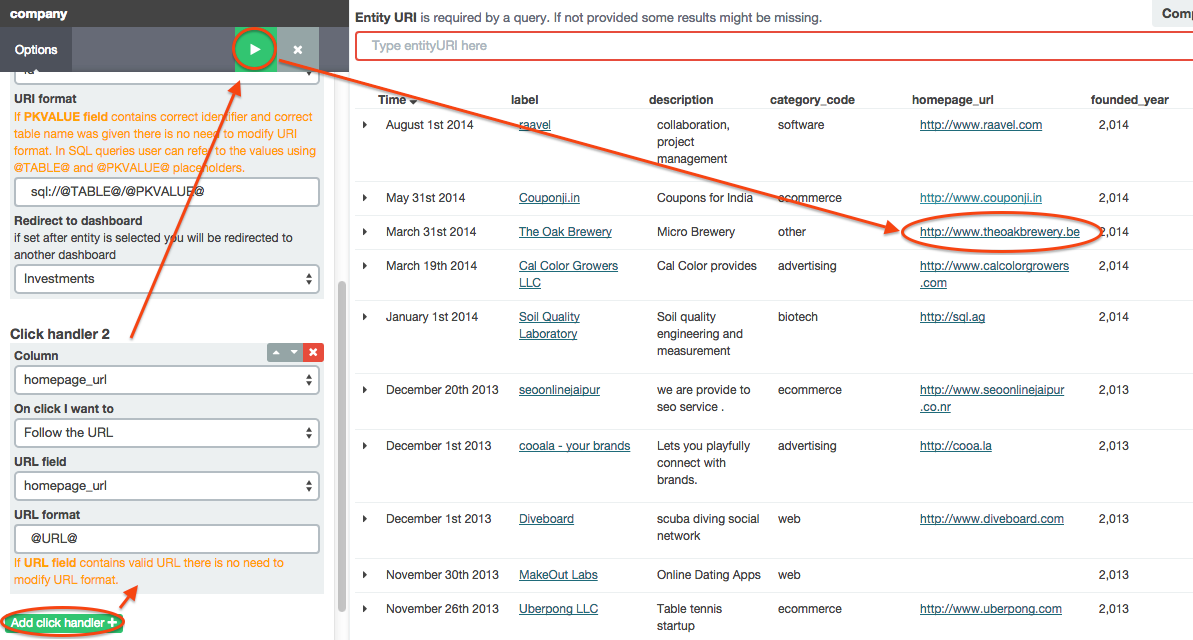 company
Options
URI format
If PKVALUE field contains correct identifier and correct
table name was given there is no need to modify URI
format. In SQL queries user can refer to the values using
@TABLE@ and @PKVALUE@ placeholders.
sql://@TABLE@/@PKVALUE@
Redirect to dashboard
if set after entity is selected you will be redirected to
another dashboard
Investments
Click handler 2
Column
homepage_url
On click I want to
Follow the URL
URL field
homepage_url
URL format
@URL@
If URL field contains valid URL there is no need to
modify URL format.
Add click handler +
Entity URI is required by a query. If not provided some results might be missing.
Com
Type entityURI here
Time label description category_code homepage_url founded_year
August 1st 2014 raavel collaboration, software http://www.raavel.com 2,014
project
management
May 31st 2014 Couponji.in Coupons for India ecommerce http://www.couponji.in 2,014
March 31st 2014 The Oak Brewery Micro Brewery other http://www.theoakbrewery.be 2,014
March 19th 2014 Cal Color Growers Cal Color provides advertising http://www.calcolorgrowers 2,014
LLC .com
January 1st 2014 Soil Quality Soil quality biotech http://sql.ag 2,014
Laboratory engineering and
measurement
December 20th 2013 seoonlinejaipur we are provide to ecommerce http://www.seoonlinejaipur 2,013
seo service . .co.nr
December 1st 2013 cooala - your brands Lets you playfully advertising http://cooa.la 2,013
connect with
brands.
December 1st 2013 Diveboard scuba diving social web http://www.diveboard.com 2,013
network
November 30th 2013 MakeOut Labs Online Dating Apps web 2,013
November 26th 2013 Uberpong LLC Table tennis ecommerce http://www.uberpong.com 2,013
startup